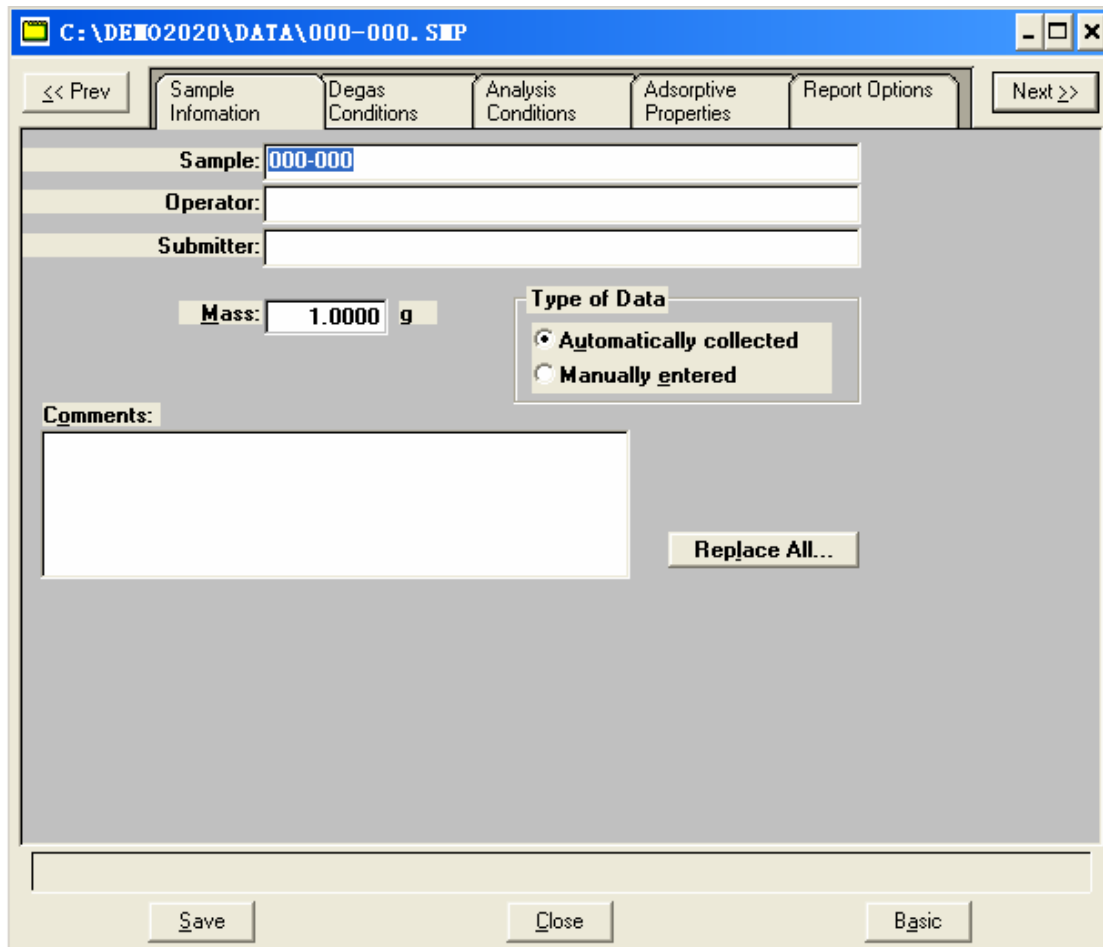 C:\DEMO2020\DATA\000-000.SMP
<< Prev
Sample
Infomation
Degas
Conditions
Analysis
Conditions
Adsorptive
Properties
Report Options
Next >>
Sample: 000-000
Operator:
Submitter:
Mass: 1.0000 g
Type of Data
Automatically collected
Manually entered
Comments:
Replace All...
Save
Close
Basic